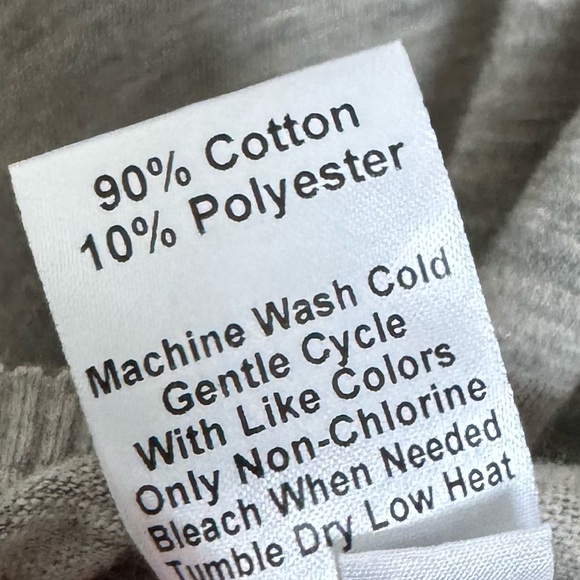 90% Cotton
10% Polyester
Machine Wash Cold
Gentle Cycle
With Like Colors
Only Non-Chlorine
Bleach When Needed
Tumble Dry Low Heat